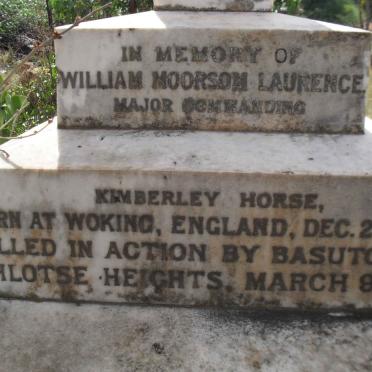 IN MEMORY OF
WILLIAM MOORSOM LAURENCE,
MAJOR COMMANDING
KIMBERLEY HORSE,
RN AT WOKING, ENGLAND, DEC. 2
LLED IN ACTION BY BASUTO
HLOTSE HEIGHTS, MARCH 8